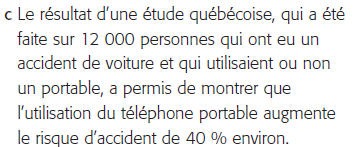 c Le résultat d'une étude québécoise, qui a été
faite sur 12 000 personnes qui ont eu un
accident de voiture et qui utilisaient ou non
un portable, a permis de montrer que
l'utilisation du téléphone portable augmente
le risque d'accident de 40 % environ.